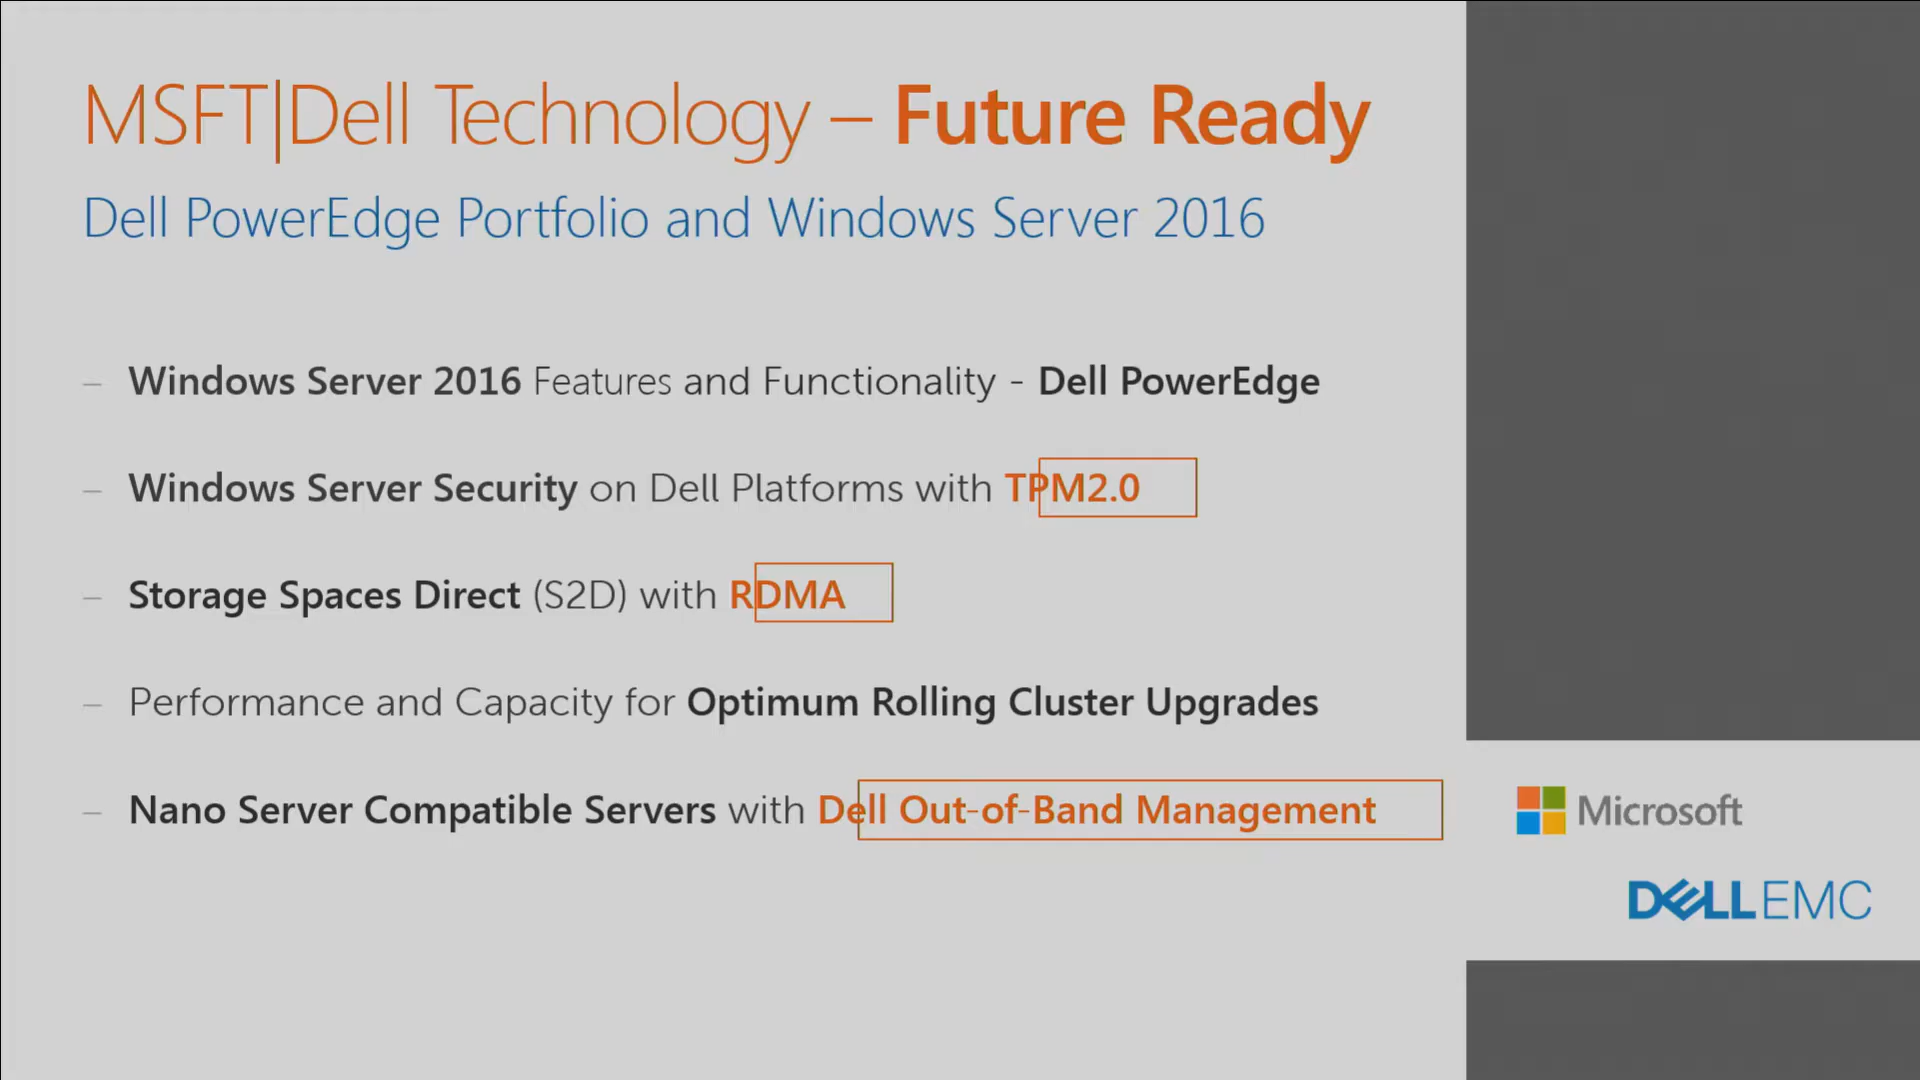 MSFT|Dell Technology – Future Ready
Dell PowerEdge Portfolio and Windows Server 2016
– Windows Server 2016 Features and Functionality - Dell PowerEdge
– Windows Server Security on Dell Platforms with TPM2.0
– Storage Spaces Direct (S2D) with RDMA
– Performance and Capacity for Optimum Rolling Cluster Upgrades
– Nano Server Compatible Servers with Dell Out-of-Band Management
Microsoft
DELL EMC